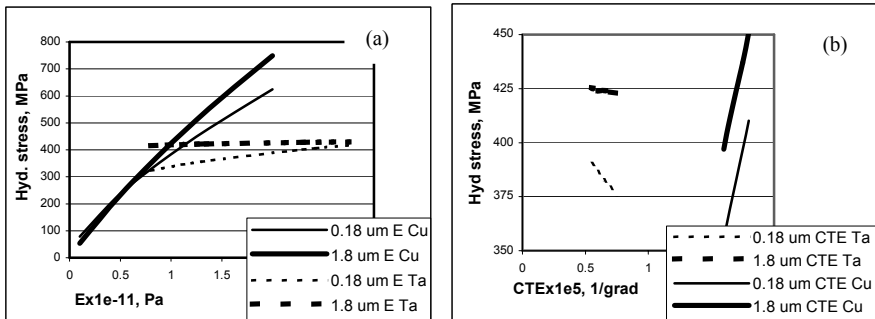 (a)
Hyd. stress, MPa
800
700
600
500
400
300
200
100
0
0 0.5 1 1.5
Ex1e-11, Pa
0.18 um E Cu
1.8 um E Cu
0.18 um E Ta
1.8 um E Ta
(b)
Hyd stress, MPa
450
425
400
375
350
0 0.5 1
CTEx1e5, 1/grad
0.18 um CTE Ta
1.8 um CTE Ta
0.18 um CTE Cu
1.8 um CTE Cu